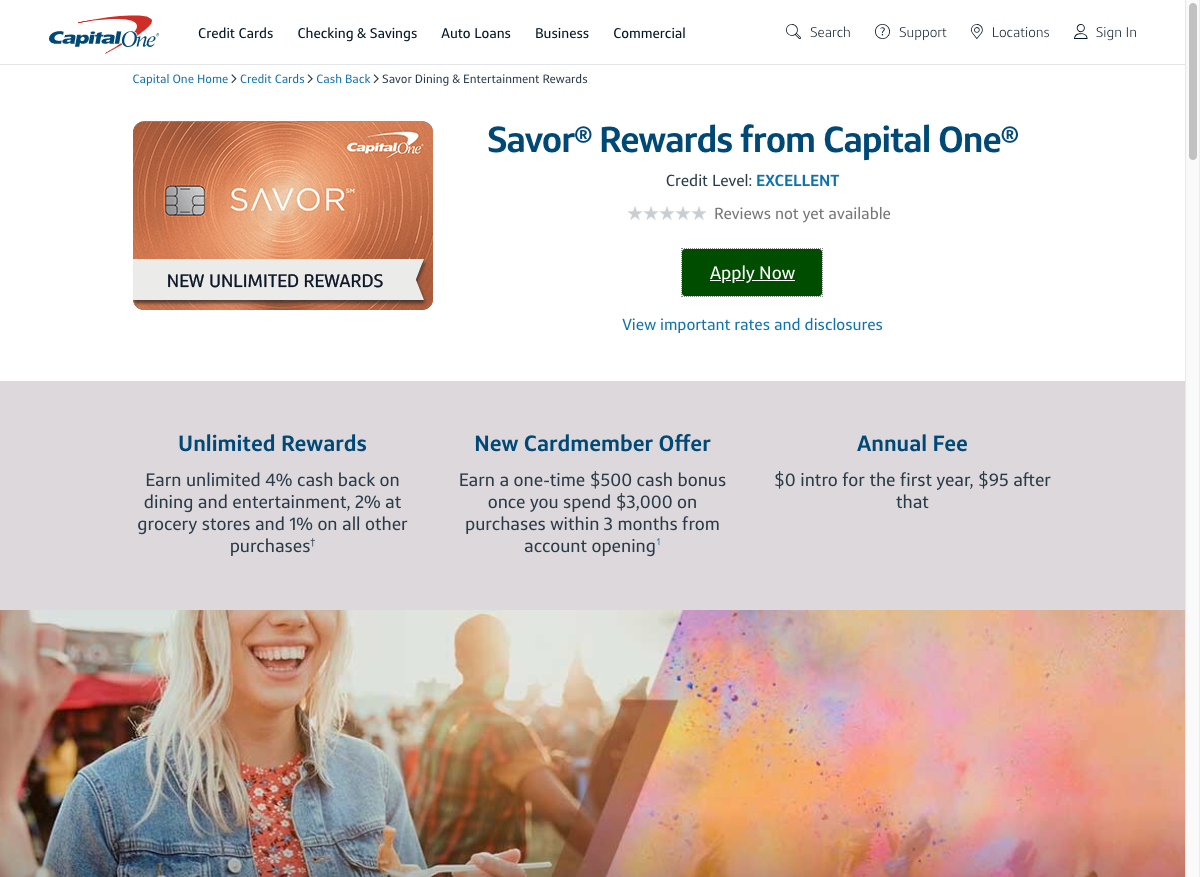 CapitalOne®
Credit Cards Checking & Savings Auto Loans Business Commercial
Search Support Locations Sign In
Capital One Home > Credit Cards > Cash Back > Savor Dining & Entertainment Rewards
CapitalOne®
SAVOR℠
NEW UNLIMITED REWARDS
Savor® Rewards from Capital One®
Credit Level: EXCELLENT
Reviews not yet available
Apply Now
View important rates and disclosures
Unlimited Rewards
Earn unlimited 4% cash back on
dining and entertainment, 2% at
grocery stores and 1% on all other
purchases†
New Cardmember Offer
Earn a one-time $500 cash bonus
once you spend $3,000 on
purchases within 3 months from
account opening¹
Annual Fee
$0 intro for the first year, $95 after
that